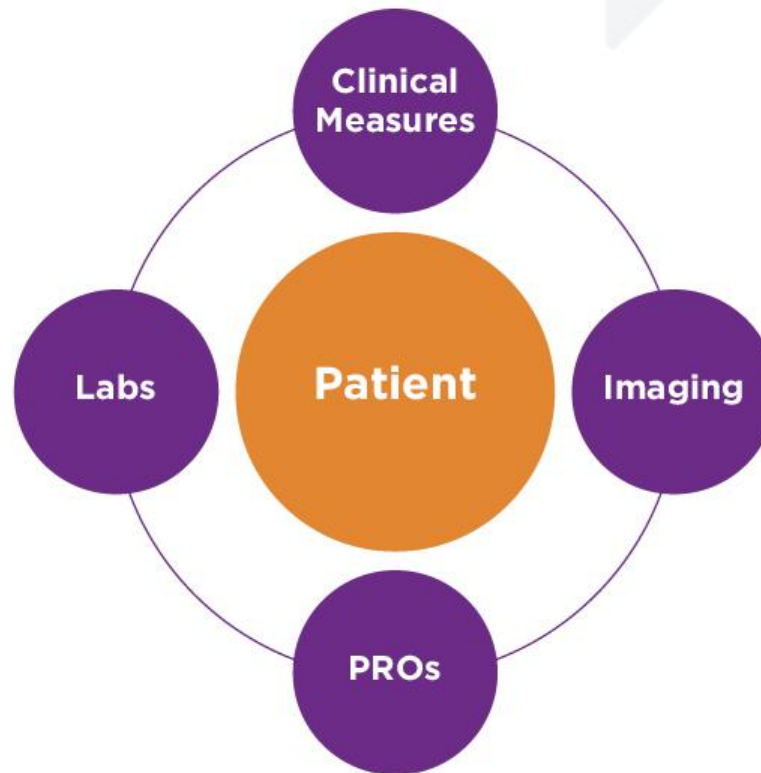 Clinical
Measures
Labs
Patient
Imaging
PROs